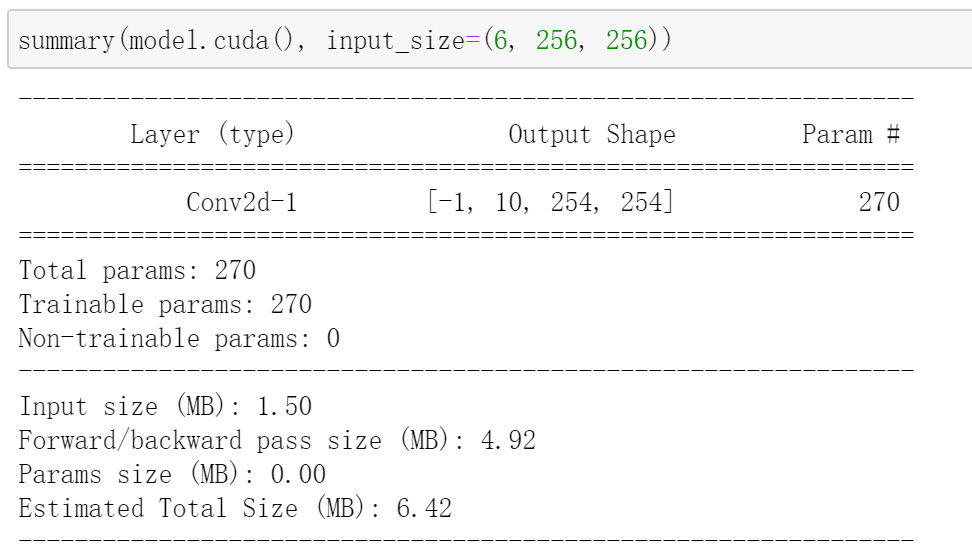 summary(model.cuda(), input_size=(6, 256, 256))
----------------------------------------------------------------
Layer (type) Output Shape Param #
================================================================
Conv2d-1 [-1, 10, 254, 254] 270
================================================================
Total params: 270
Trainable params: 270
Non-trainable params: 0
----------------------------------------------------------------
Input size (MB): 1.50
Forward/backward pass size (MB): 4.92
Params size (MB): 0.00
Estimated Total Size (MB): 6.42
----------------------------------------------------------------